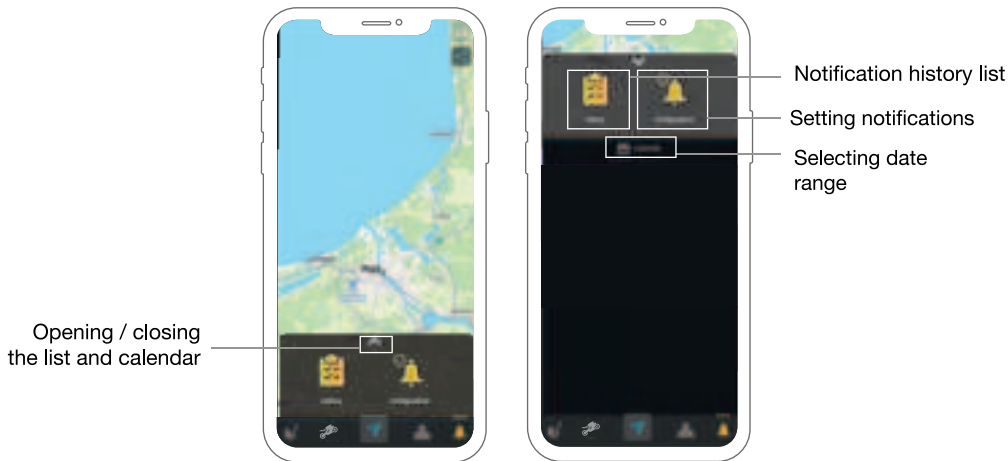 Notification history list
Setting notifications
Selecting date
range
Opening / closing
the list and calendar